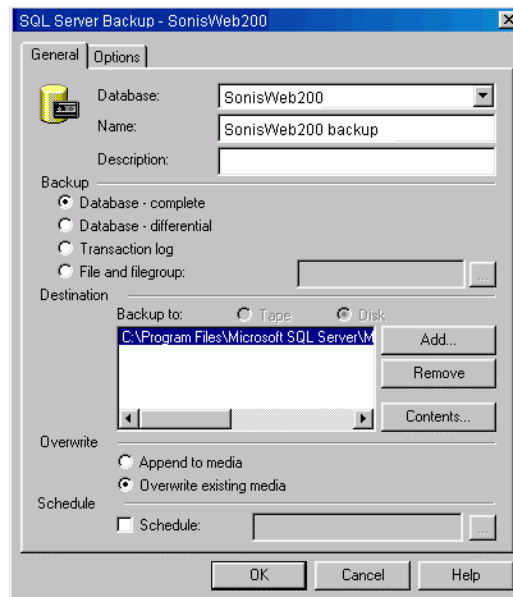 SQL Server Backup - SonisWeb200
General
Options
Database:
SonisWeb200
Name:
SonisWeb200 backup
Description:
Backup
Database - complete
Database - differential
Transaction log
File and filegroup:
...
Destination
Backup to:
Tape
Disk
C:\Program Files\Microsoft SQL Server\M
Add...
Remove
Contents...
Overwrite
Append to media
Overwrite existing media
Schedule
Schedule:
...
OK
Cancel
Help